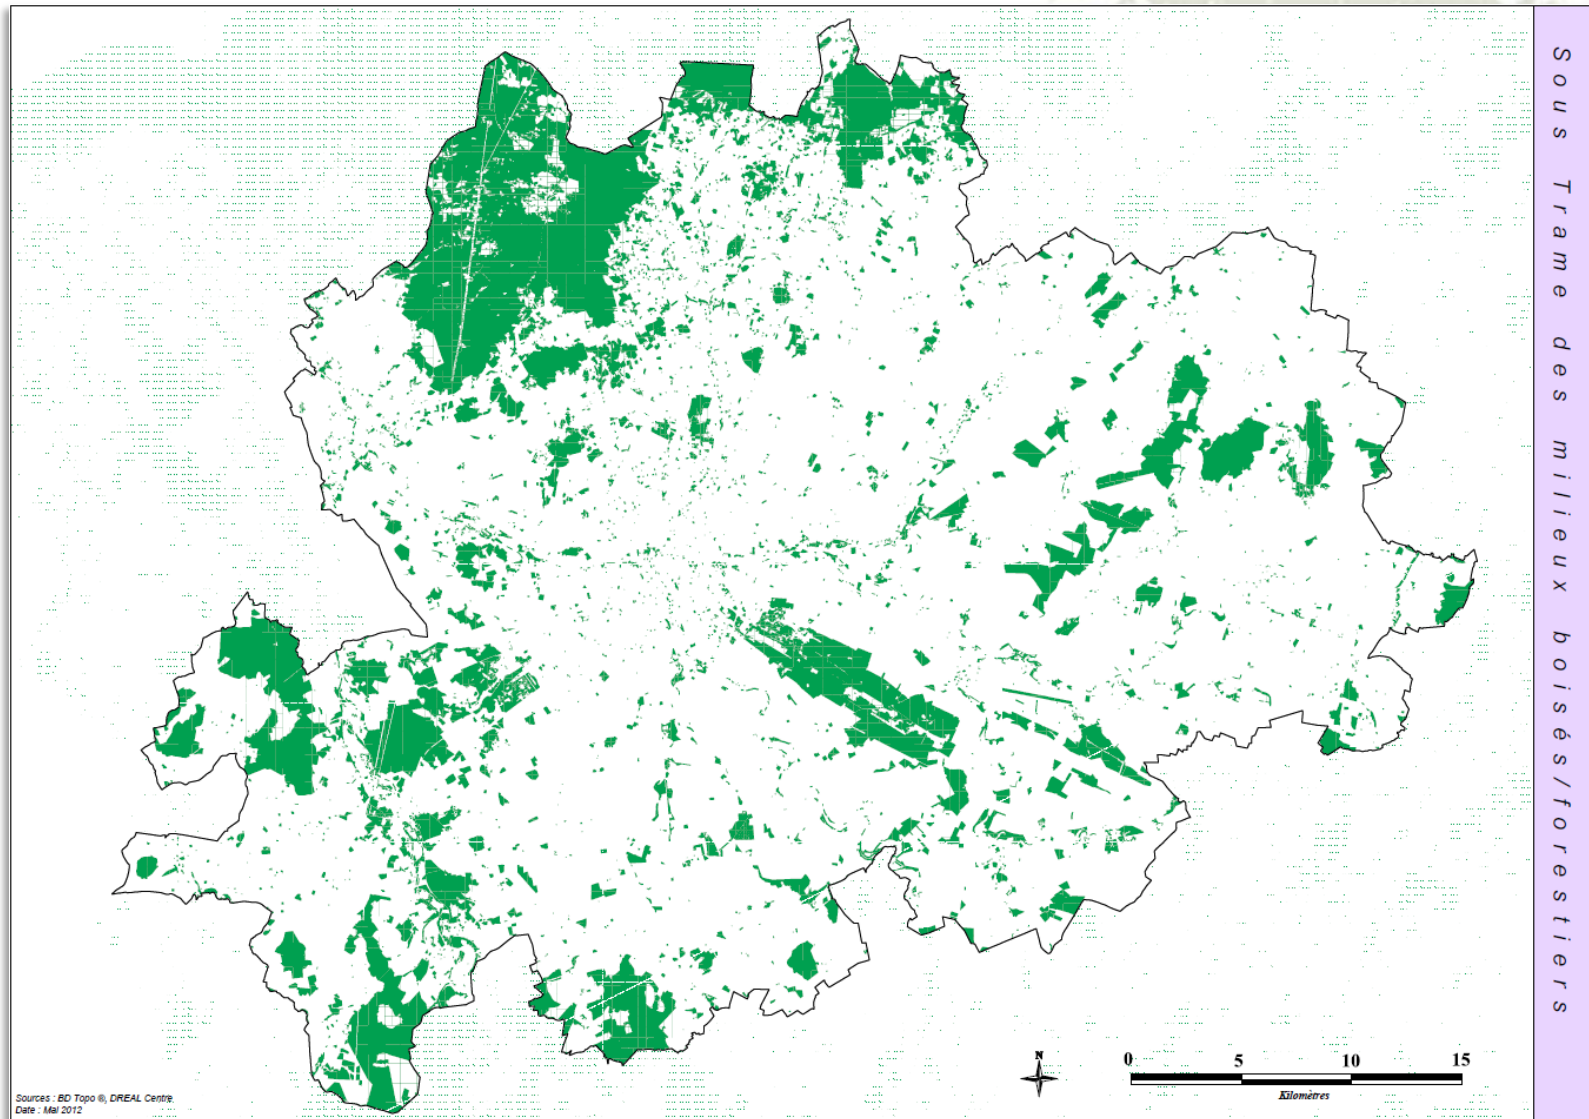 Sous Trame des milieux boisés/forestiers
N
0 5 10 15
Kilomètres
Sources : BD Topo ®, DREAL Centre,
Date : Mai 2012